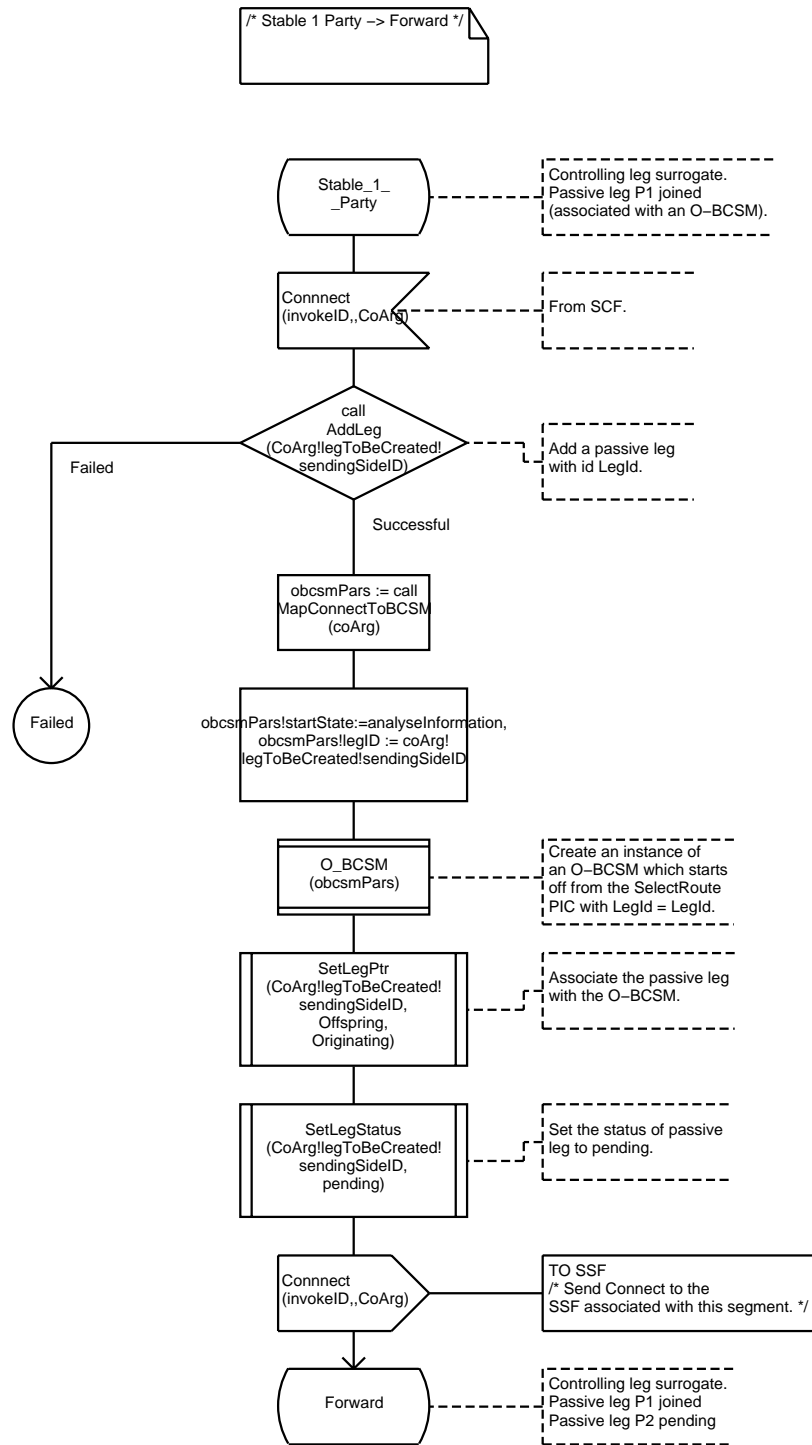 /* Stable 1 Party −> Forward */
Stable_1_
_Party
Controlling leg surrogate.
Passive leg P1 joined
(associated with an O−BCSM).
Connnect
(invokeID,,CoArg)
From SCF.
call
AddLeg
(CoArg!legToBeCreated!
sendingSideID)
Add a passive leg
with id LegId.
Failed
Successful
obcsmPars := call
MapConnectToBCSM
(coArg)
Failed
obcsmPars!startState:=analyseInformation,
obcsmPars!legID := coArg!
legToBeCreated!sendingSideID
O_BCSM
(obcsmPars)
Create an instance of
an O−BCSM which starts
off from the SelectRoute
PIC with LegId = LegId.
SetLegPtr
(CoArg!legToBeCreated!
sendingSideID,
Offspring,
Originating)
Associate the passive leg
with the O−BCSM.
SetLegStatus
(CoArg!legToBeCreated!
sendingSideID,
pending)
Set the status of passive
leg to pending.
Connnect
(invokeID,,CoArg)
TO SSF
/* Send Connect to the
SSF associated with this segment. */
Forward
Controlling leg surrogate.
Passive leg P1 joined
Passive leg P2 pending